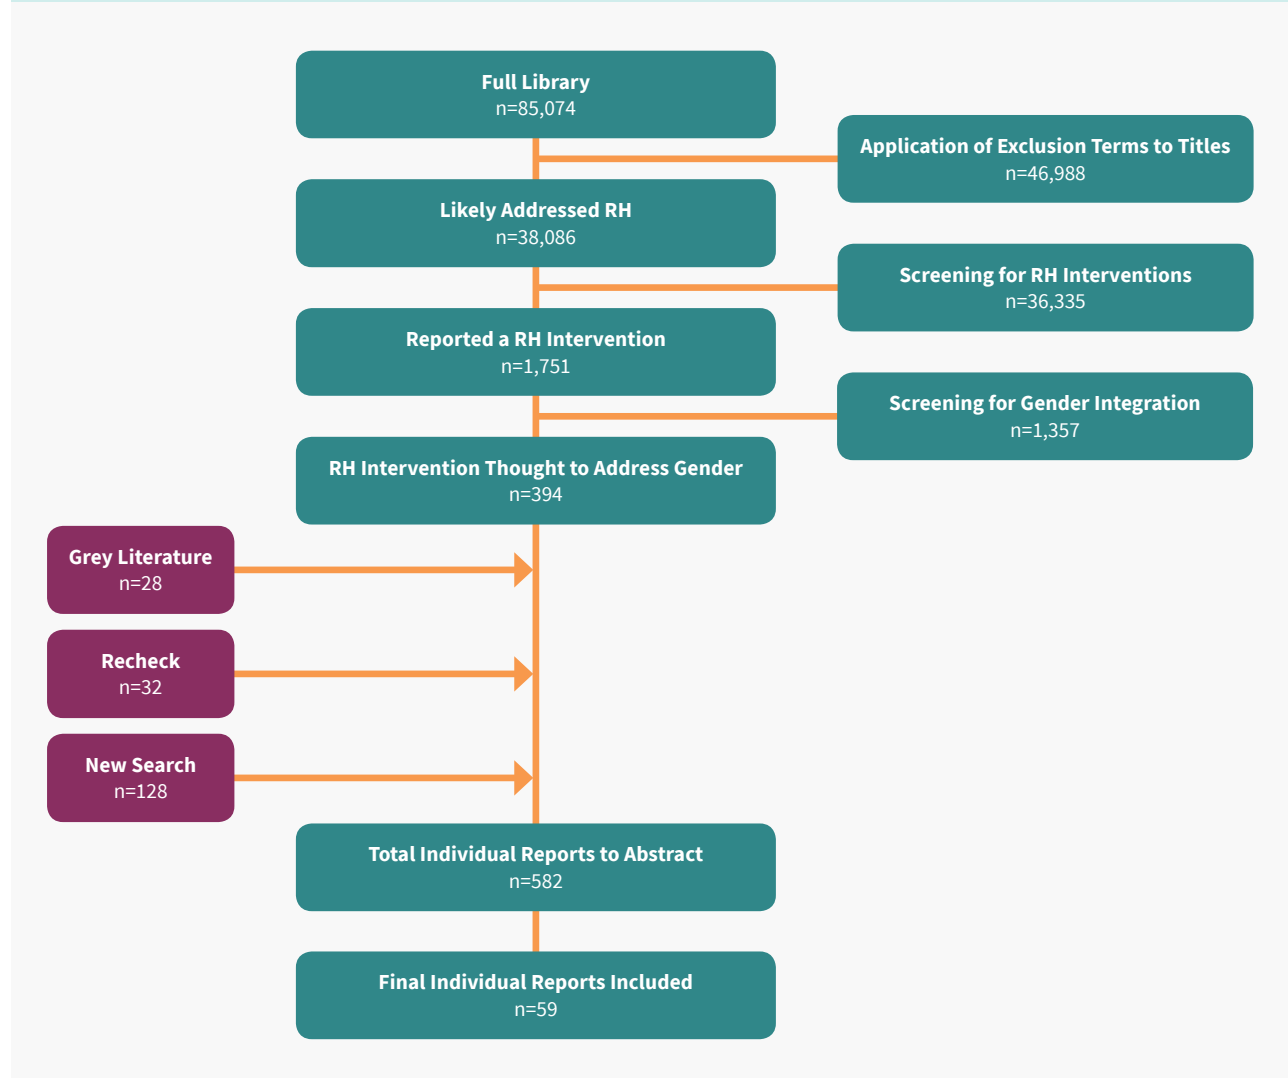 Full Library
n=85,074
Application of Exclusion Terms to Titles
n=46,988
Likely Addressed RH
n=38,086
Screening for RH Interventions
n=36,335
Reported a RH Intervention
n=1,751
Screening for Gender Integration
n=1,357
RH Intervention Thought to Address Gender
n=394
Grey Literature
n=28
Recheck
n=32
New Search
n=128
Total Individual Reports to Abstract
n=582
Final Individual Reports Included
n=59